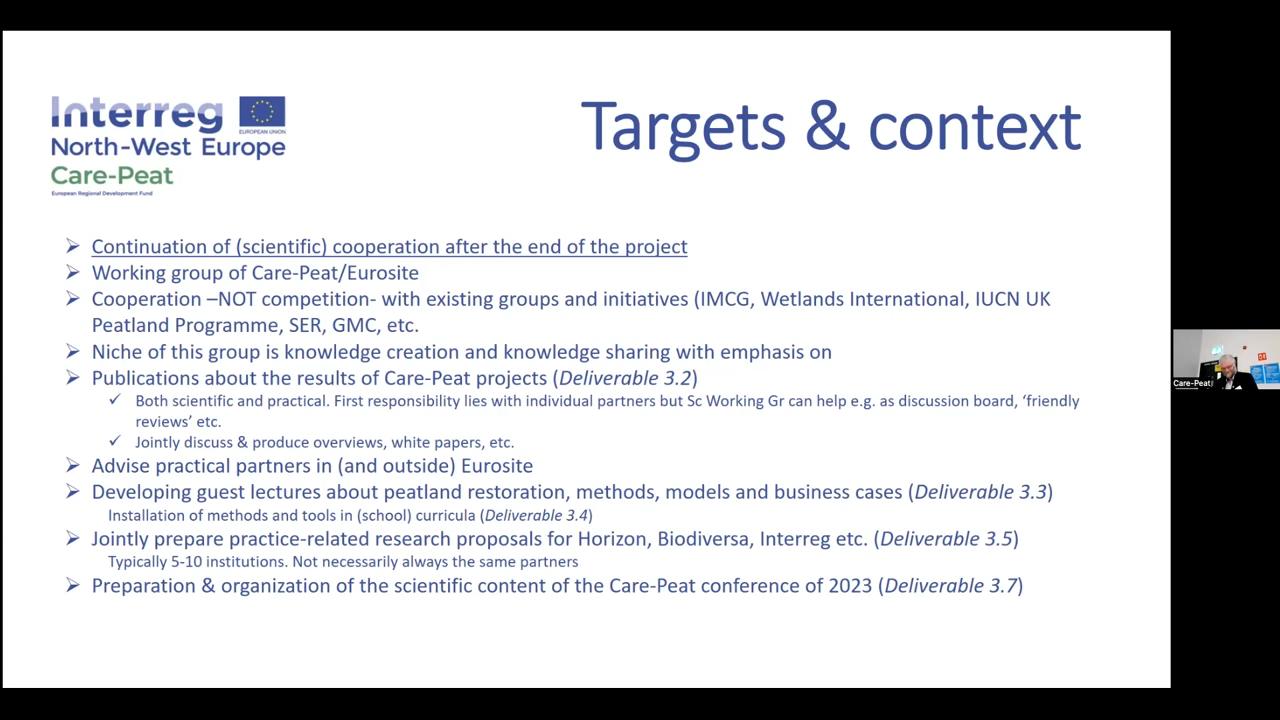 Interreg
EUROPEAN UNION
North-West Europe
Care-Peat
European Regional Development Fund
Targets & context
➢ Continuation of (scientific) cooperation after the end of the project
➢ Working group of Care-Peat/Eurosite
➢ Cooperation –NOT competition- with existing groups and initiatives (IMCG, Wetlands International, IUCN UK
Peatland Programme, SER, GMC, etc.
➢ Niche of this group is knowledge creation and knowledge sharing with emphasis on
➢ Publications about the results of Care-Peat projects (Deliverable 3.2)
✓ Both scientific and practical. First responsibility lies with individual partners but Sc Working Gr can help e.g. as discussion board, ‘friendly
reviews’ etc.
✓ Jointly discuss & produce overviews, white papers, etc.
➢ Advise practical partners in (and outside) Eurosite
➢ Developing guest lectures about peatland restoration, methods, models and business cases (Deliverable 3.3)
Installation of methods and tools in (school) curricula (Deliverable 3.4)
➢ Jointly prepare practice-related research proposals for Horizon, Biodiversa, Interreg etc. (Deliverable 3.5)
Typically 5-10 institutions. Not necessarily always the same partners
➢ Preparation & organization of the scientific content of the Care-Peat conference of 2023 (Deliverable 3.7)
Care-Peat